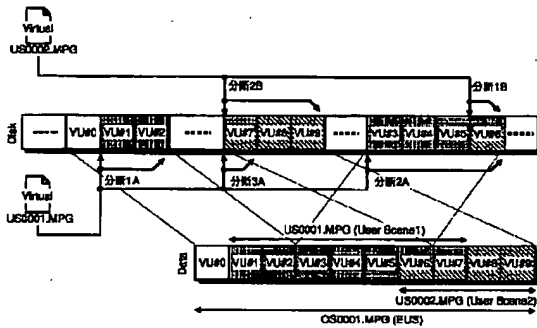 Virtual
US0002.MPG
分断2B
分断1B
Disk
VU#0
VU#1
VU#2
VU#7
VU#8
VU#9
VU#3
VU#4
VU#5
VU#6
Virtual
US0001.MPG
分断1A
分断3A
分断2A
US0001.MPG (User Scene1)
Data
VU#0
VU#1
VU#2
VU#3
VU#4
VU#5
VU#6
VU#7
VU#8
VU#9
US0002.MPG (User Scene2)
OS0001.MPG (EUS)